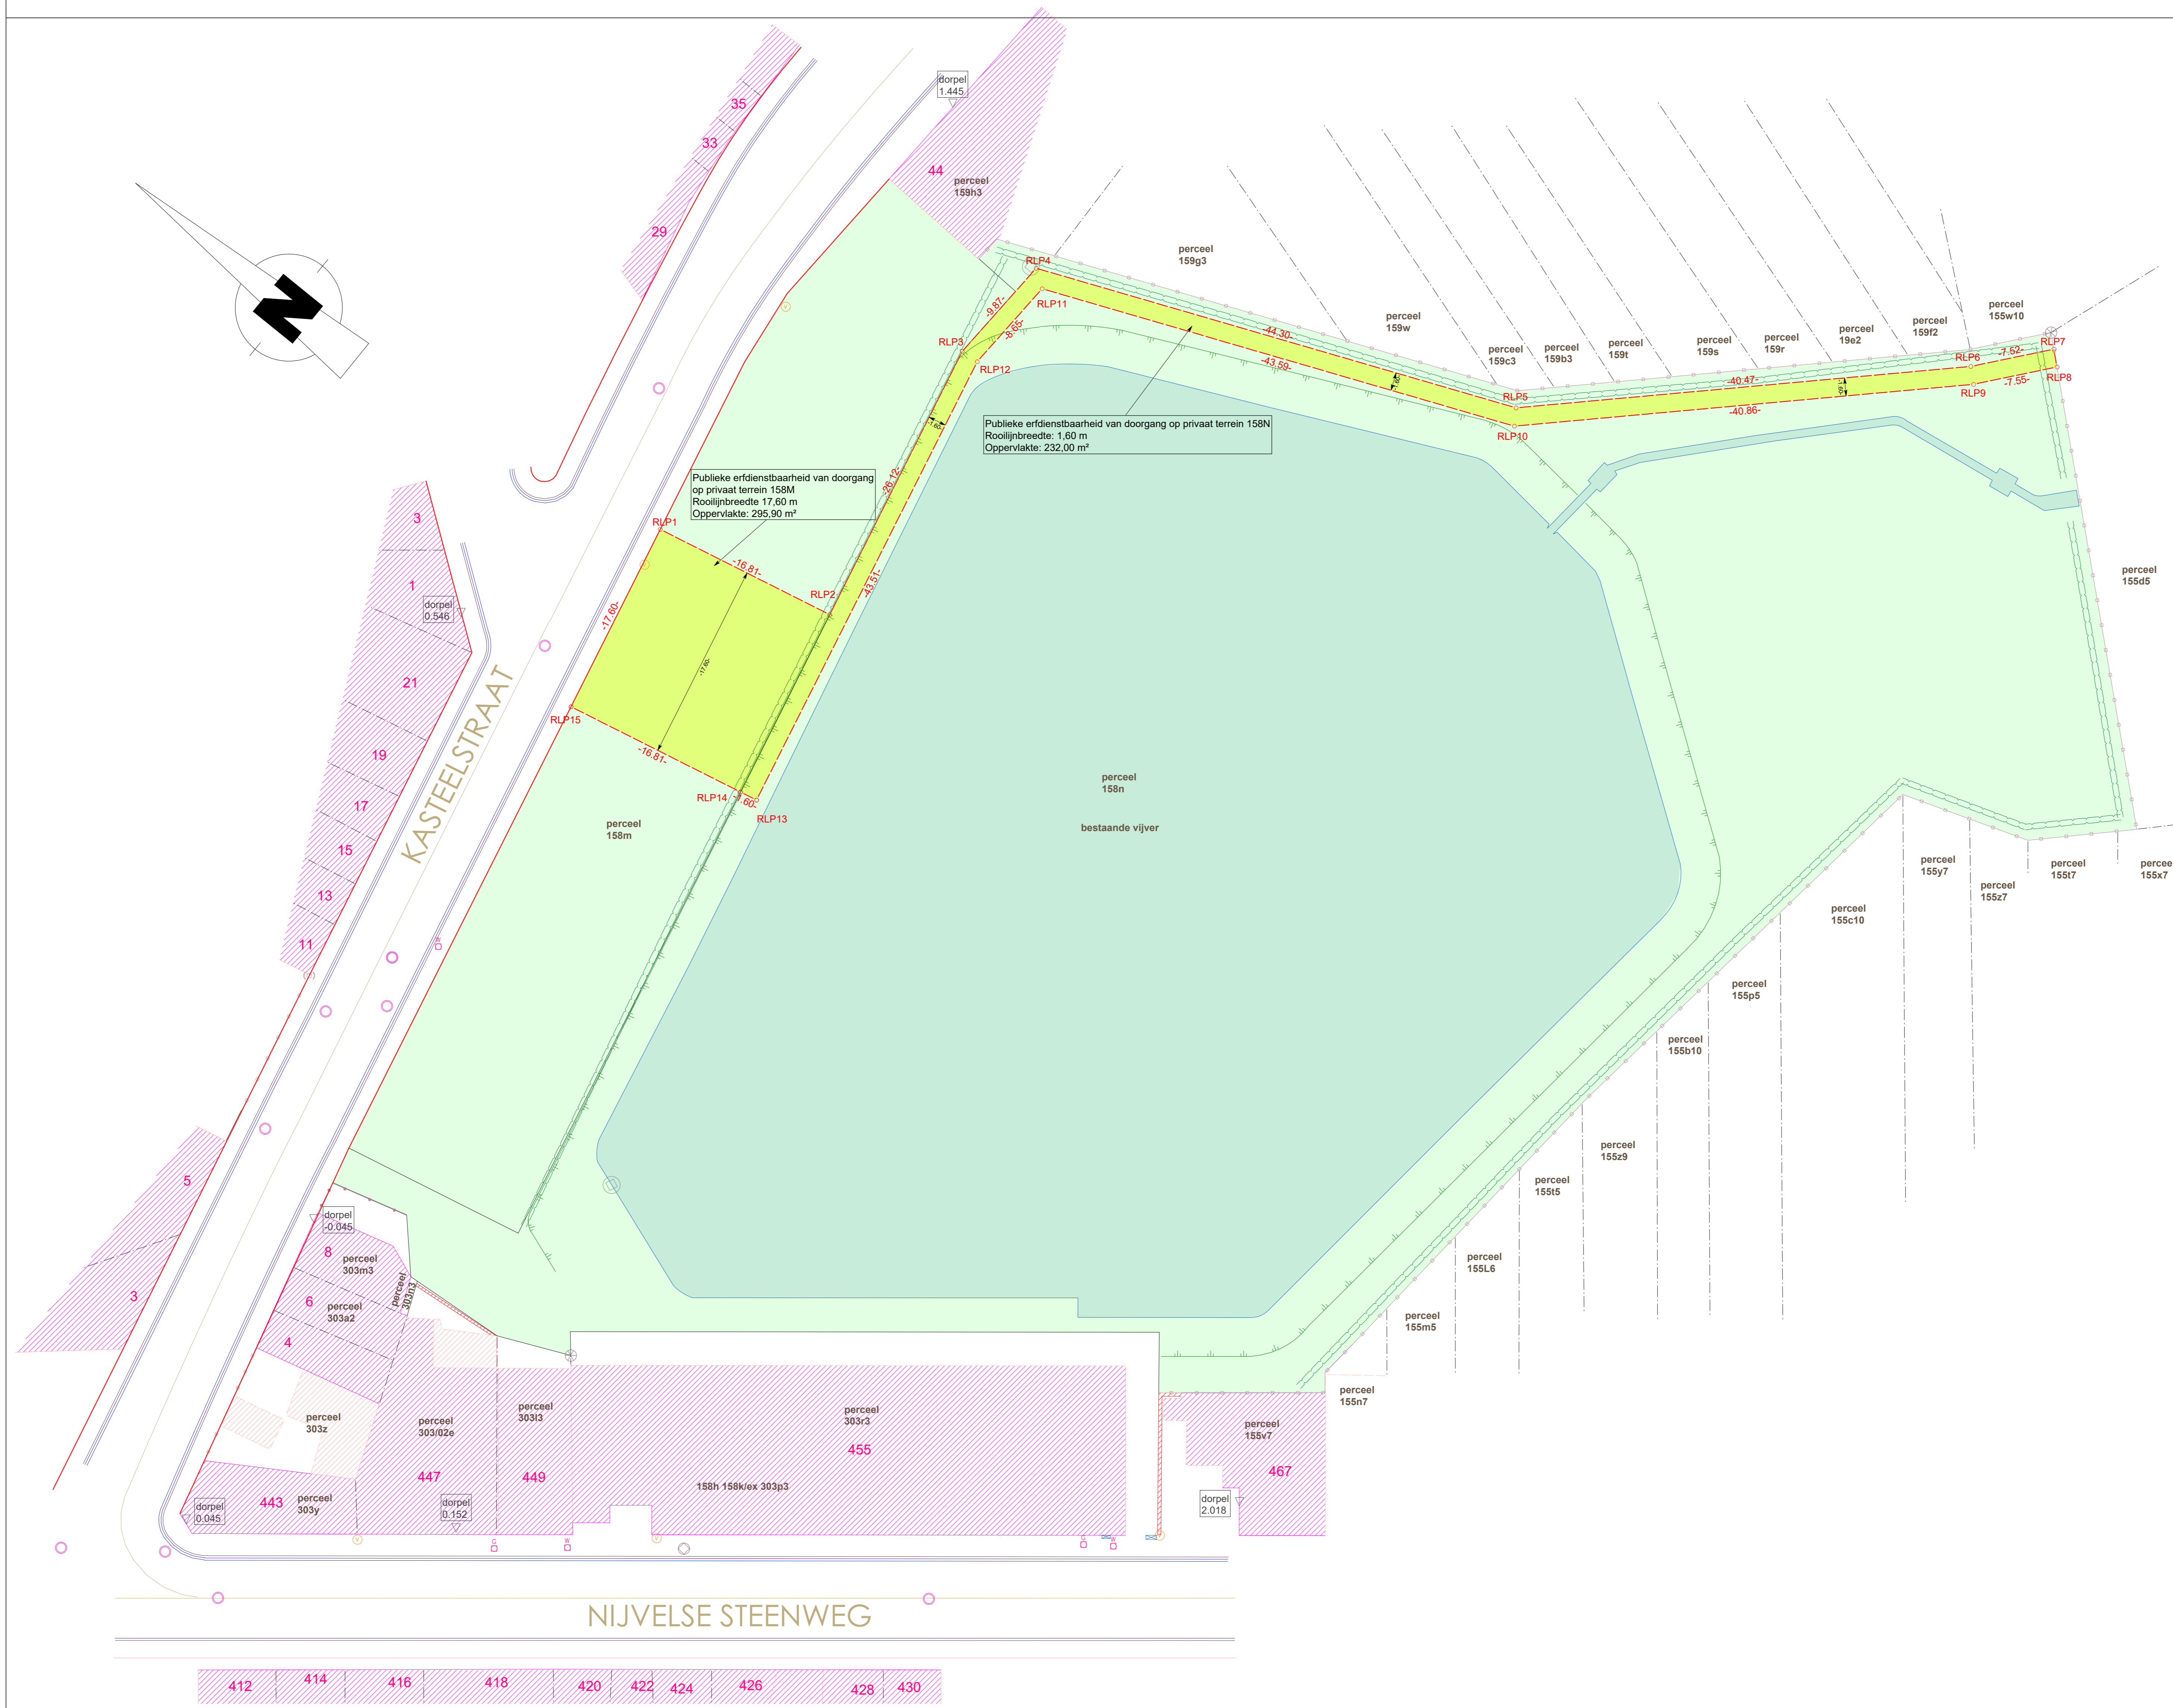 35
33
29
dorpel
1.445
44
perceel
159h3
N
perceel
159g3
perceel
159w
perceel
159c3
perceel
159b3
perceel
159t
perceel
159s
perceel
159r
perceel
19e2
perceel
159f2
perceel
155w10
RLP4
RLP11
-9.87-
-8.65-
RLP3
RLP12
-44.30-
-43.59-
-1.60-
RLP5
RLP10
-40.47-
-40.86-
-1.60-
RLP6
-7.52-
RLP7
RLP9
-7.55-
RLP8
Publieke erfdienstbaarheid van doorgang op privaat terrein 158N
Rooilijnbreedte: 1,60 m
Oppervlakte: 232,00 m²
-1.60-
-26.12-
-43.51-
Publieke erfdienstbaarheid van doorgang
op privaat terrein 158M
Rooilijnbreedte 17,60 m
Oppervlakte: 295,90 m²
RLP1
-16.81-
RLP2
-17.60-
-17.60-
RLP15
-16.81-
RLP14
-1.60-
RLP13
3
1
dorpel
0.546
21
19
17
15
13
11
KASTEELSTRAAT
perceel
158m
perceel
158n
bestaande vijver
perceel
155d5
perceel
155y7
perceel
155z7
perceel
155t7
155x7
perceel
155c10
perceel
155p5
perceel
155b10
perceel
155z9
perceel
155t5
perceel
155L6
perceel
155m5
perceel
155n7
5
3
dorpel
-0.045
8
perceel
303m3
perceel
303n3
6
perceel
303a2
4
perceel
303z
perceel
303/02e
perceel
303l3
perceel
303r3
455
447
449
158h 158k/ex 303p3
443
perceel
303y
dorpel
0.045
dorpel
0.152
perceel
155v7
467
dorpel
2.018
W
G
W
G
W
NIJVELSE STEENWEG
412
414
416
418
420
422
424
426
428
430